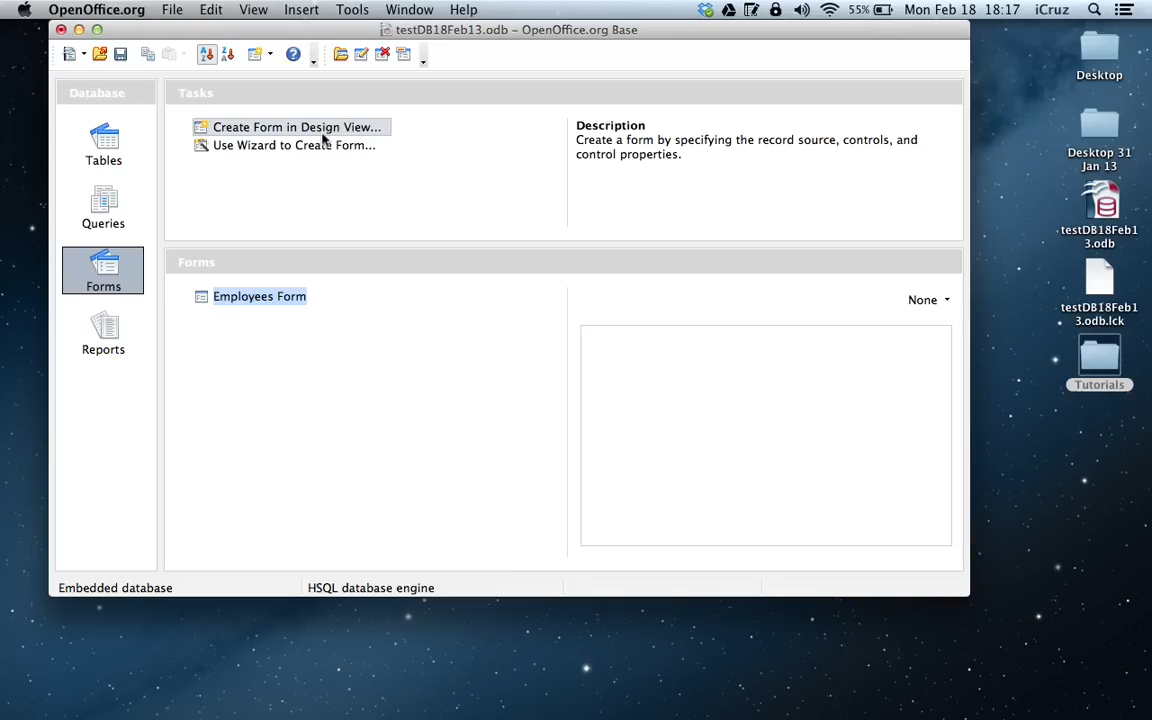 OpenOffice.org File Edit View Insert Tools Window Help 55% Mon Feb 18 18:17 iCruz
testDB18Feb13.odb – OpenOffice.org Base
Database
Tables
Queries
Forms
Reports
Tasks
Create Form in Design View...
Use Wizard to Create Form...
Description
Create a form by specifying the record source, controls, and
control properties.
Forms
Employees Form
None
Embedded database HSQL database engine
Desktop
Desktop 31
Jan 13
testDB18Feb1
3.odb
testDB18Feb1
3.odb.lck
Tutorials